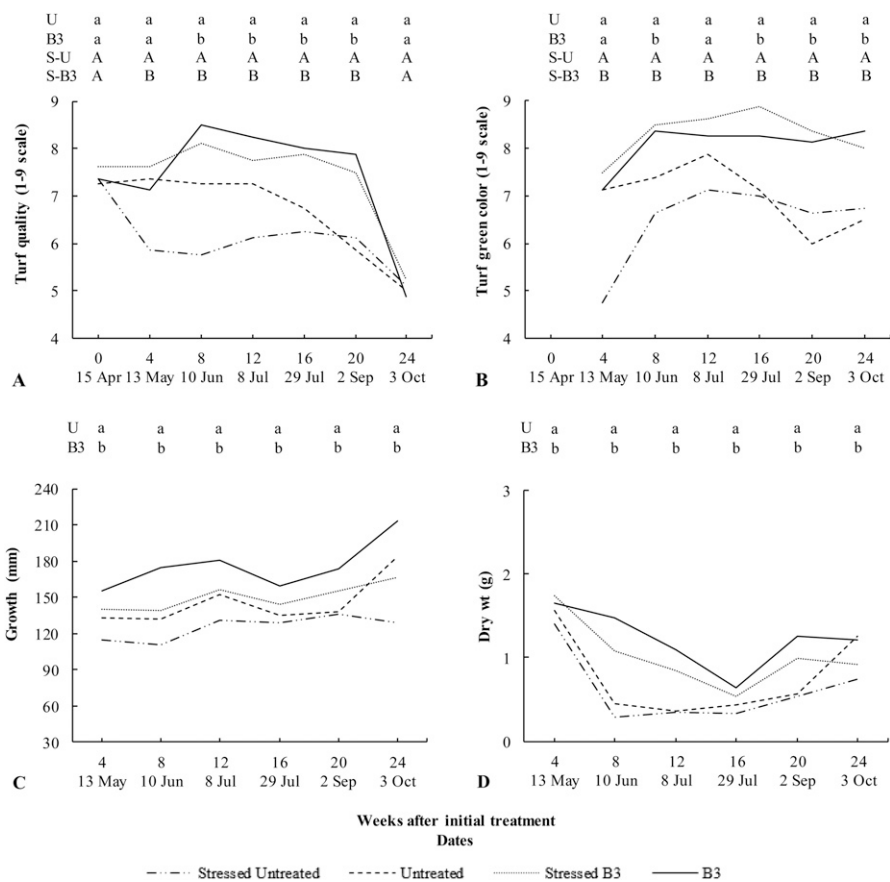 U a a a a a a a
B3 a a b b b b a
S-U A A A A A A A
S-B3 A B B B B B A
Turf quality (1-9 scale)
9
8
7
6
5
4
0 4 8 12 16 20 24
15 Apr 13 May 10 Jun 8 Jul 29 Jul 2 Sep 3 Oct
A
U a a a a a a
B3 a b a b b b
S-U A A A A A A
S-B3 B B B B B B
Turf green color (1-9 scale)
9
8
7
6
5
4
0 4 8 12 16 20 24
15 Apr 13 May 10 Jun 8 Jul 29 Jul 2 Sep 3 Oct
B
U a a a a a a
B3 b b b b b b
Growth (mm)
240
210
180
150
120
90
60
30
4 8 12 16 20 24
13 May 10 Jun 8 Jul 29 Jul 2 Sep 3 Oct
C
U a a a a a a
B3 b b b b b b
Dry wt (g)
3
2
1
0
4 8 12 16 20 24
13 May 10 Jun 8 Jul 29 Jul 2 Sep 3 Oct
D
Weeks after initial treatment
Dates
Stressed Untreated Untreated Stressed B3 B3